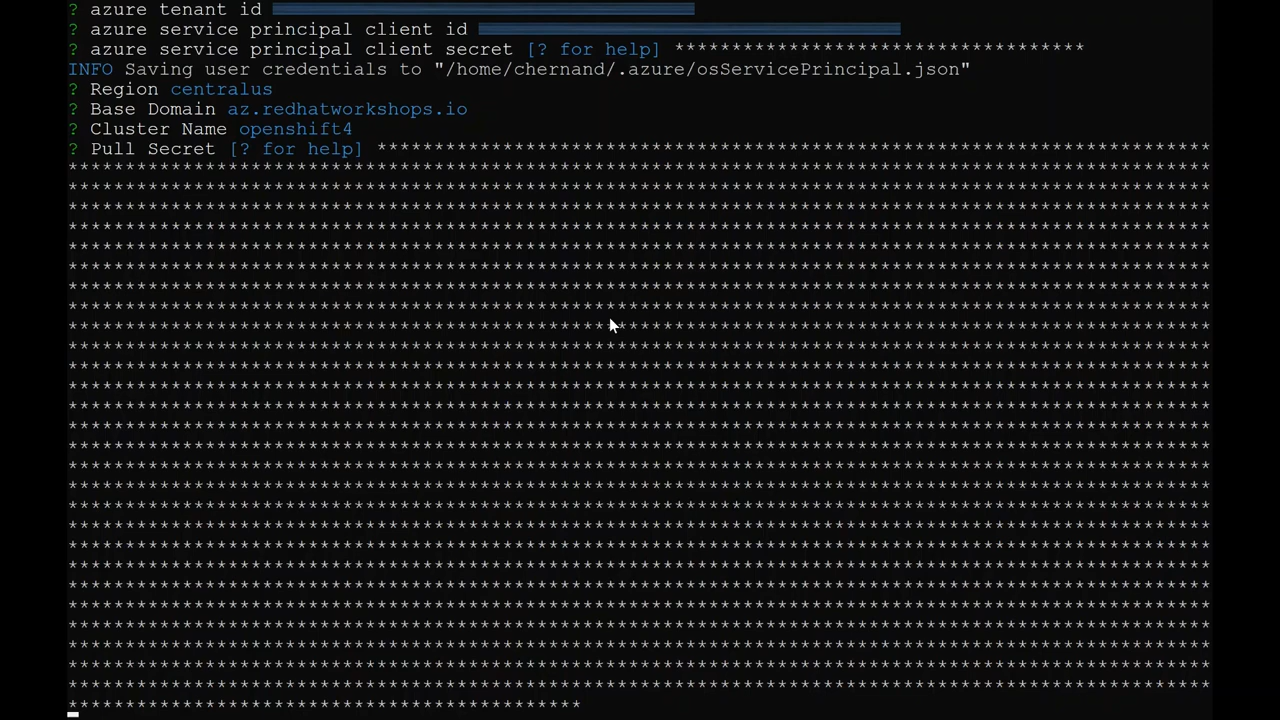 ? azure tenant id
? azure service principal client id
? azure service principal client secret [? for help] ************************************
INFO Saving user credentials to "/home/chernand/.azure/osServicePrincipal.json"
? Region centralus
? Base Domain az.redhatworkshops.io
? Cluster Name openshift4
? Pull Secret [? for help] *************************************************************************